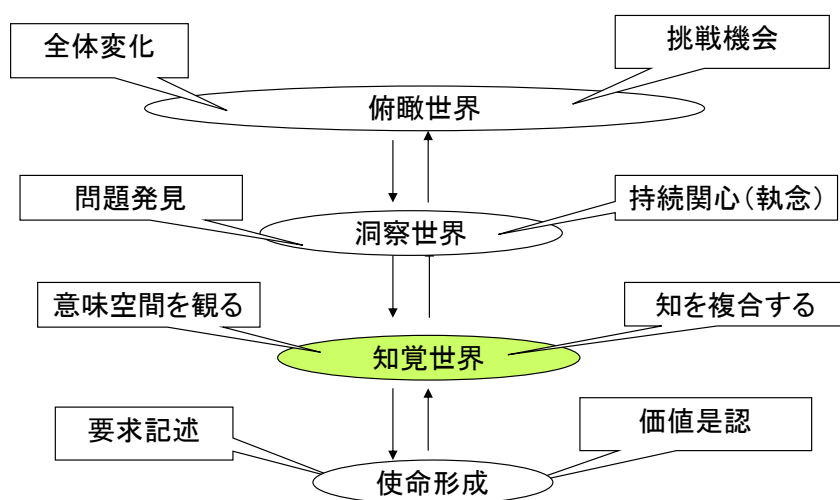 全体変化
挑戦機会
俯瞰世界
問題発見
持続関心(執念)
洞察世界
意味空間を観る
知を複合する
知覚世界
要求記述
価値是認
使命形成